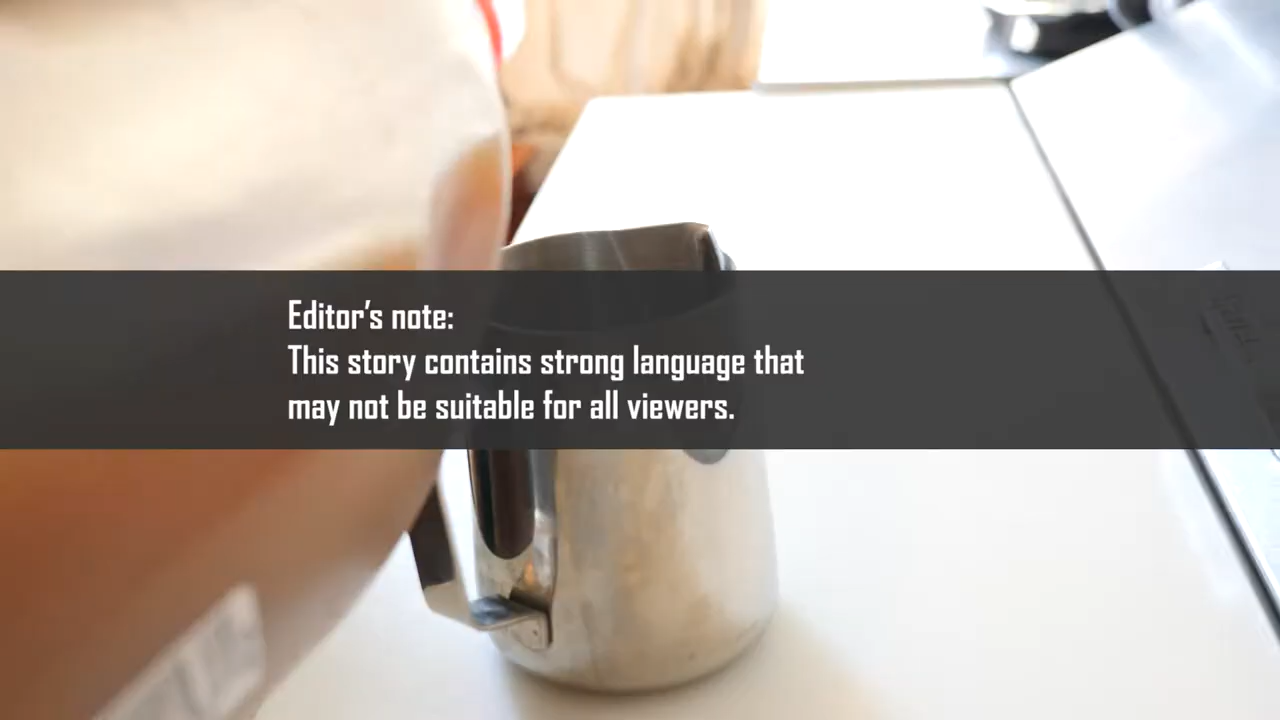 Editor's note:
This story contains strong language that
may not be suitable for all viewers.